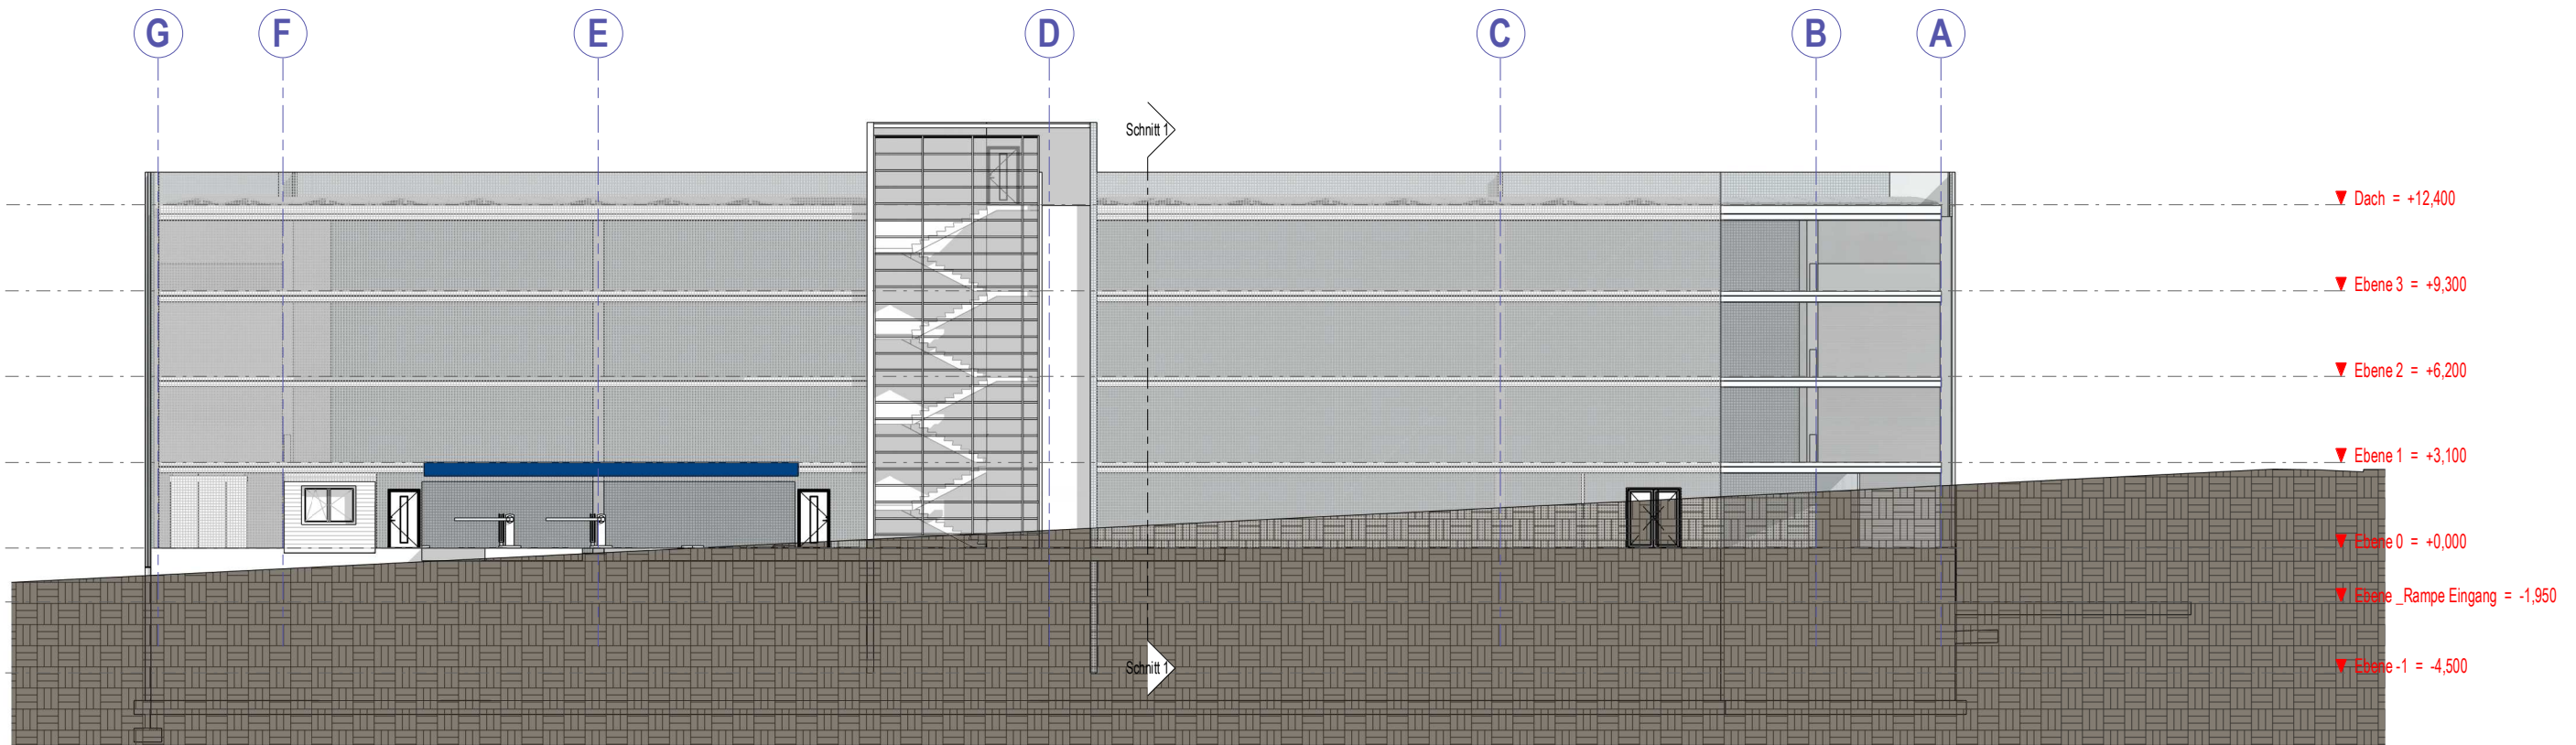 G F E D C B A
Schnitt 1
Dach = +12,400
Ebene 3 = +9,300
Ebene 2 = +6,200
Ebene 1 = +3,100
Ebene 0 = +0,000
Ebene _Rampe Eingang = -1,950
Schnitt 1
Ebene -1 = -4,500